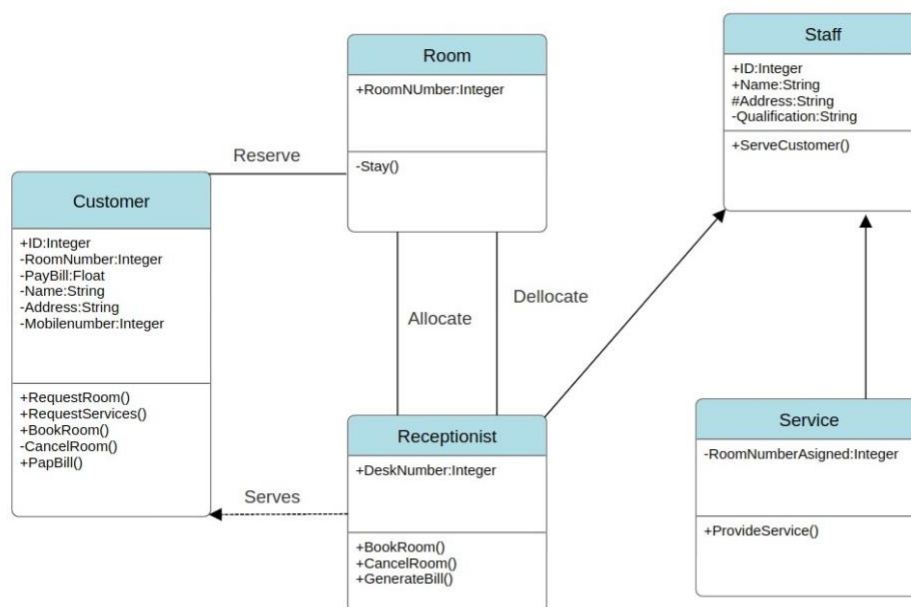 Room
+RoomNUmber:Integer
-Stay()
Staff
+ID:Integer
+Name:String
#Address:String
-Qualification:String
+ServeCustomer()
Reserve
Customer
+ID:Integer
-RoomNumber:Integer
-PayBill:Float
-Name:String
-Address:String
-Mobilenumber:Integer
+RequestRoom()
+RequestServices()
+BookRoom()
-CancelRoom()
+PapBill()
Allocate
Dellocate
Serves
Receptionist
+DeskNumber:Integer
+BookRoom()
+CancelRoom()
+GenerateBill()
Service
-RoomNumberAsigned:Integer
+ProvideService()